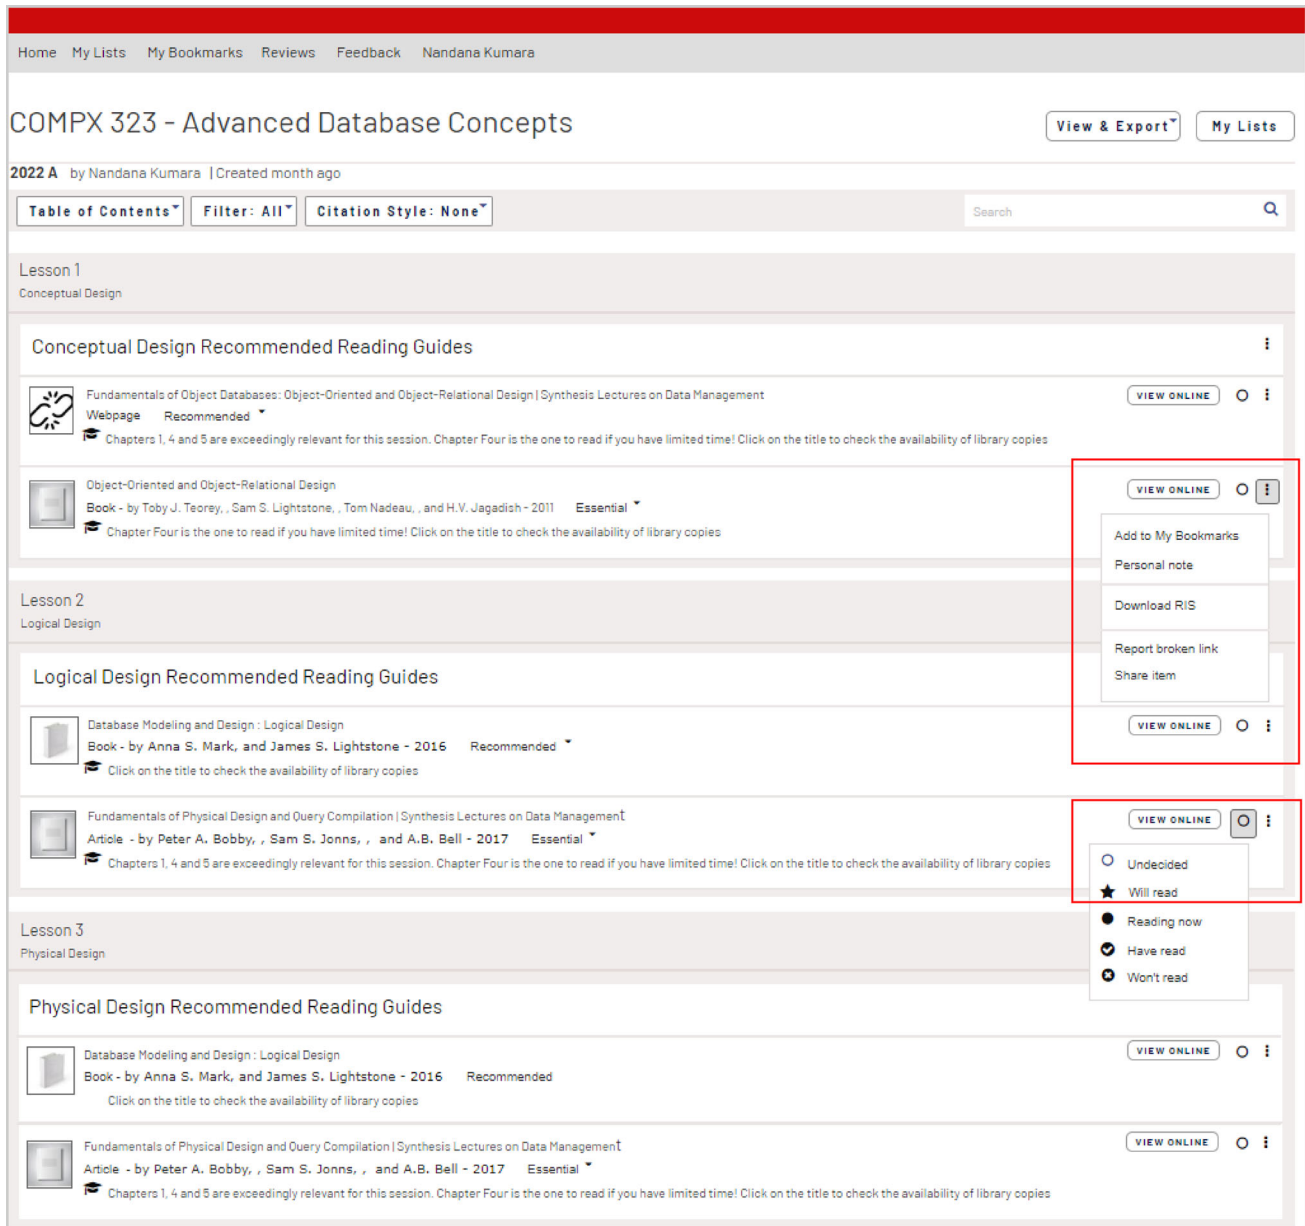 Home My Lists My Bookmarks Reviews Feedback Nandana Kumara
COMPX 323 - Advanced Database Concepts
View & Export My Lists
2022 A by Nandana Kumara | Created month ago
Table of Contents Filter: All Citation Style: None Search
Lesson 1
Conceptual Design
Conceptual Design Recommended Reading Guides
Fundamentals of Object Databases: Object-Oriented and Object-Relational Design | Synthesis Lectures on Data Management VIEW ONLINE
Webpage Recommended
Chapters 1, 4 and 5 are exceedingly relevant for this session. Chapter Four is the one to read if you have limited time! Click on the title to check the availability of library copies
Object-Oriented and Object-Relational Design VIEW ONLINE
Book - by Toby J. Teorey, , Sam S. Lightstone, , Tom Nadeau, , and H.V. Jagadish - 2011 Essential
Chapter Four is the one to read if you have limited time! Click on the title to check the availability of library copies
Add to My Bookmarks
Personal note
Download RIS
Report broken link
Share item
Lesson 2
Logical Design
Logical Design Recommended Reading Guides
Database Modeling and Design : Logical Design VIEW ONLINE
Book - by Anna S. Mark, and James S. Lightstone - 2016 Recommended
Click on the title to check the availability of library copies
Fundamentals of Physical Design and Query Compilation | Synthesis Lectures on Data Management VIEW ONLINE
Article - by Peter A. Bobby, , Sam S. Jonns, , and A.B. Bell - 2017 Essential
Chapters 1, 4 and 5 are exceedingly relevant for this session. Chapter Four is the one to read if you have limited time! Click on the title to check the availability of library copies
Undecided
Will read
Reading now
Have read
Won't read
Lesson 3
Physical Design
Physical Design Recommended Reading Guides
Database Modeling and Design : Logical Design VIEW ONLINE
Book - by Anna S. Mark, and James S. Lightstone - 2016 Recommended
Click on the title to check the availability of library copies
Fundamentals of Physical Design and Query Compilation | Synthesis Lectures on Data Management VIEW ONLINE
Article - by Peter A. Bobby, , Sam S. Jonns, , and A.B. Bell - 2017 Essential
Chapters 1, 4 and 5 are exceedingly relevant for this session. Chapter Four is the one to read if you have limited time! Click on the title to check the availability of library copies